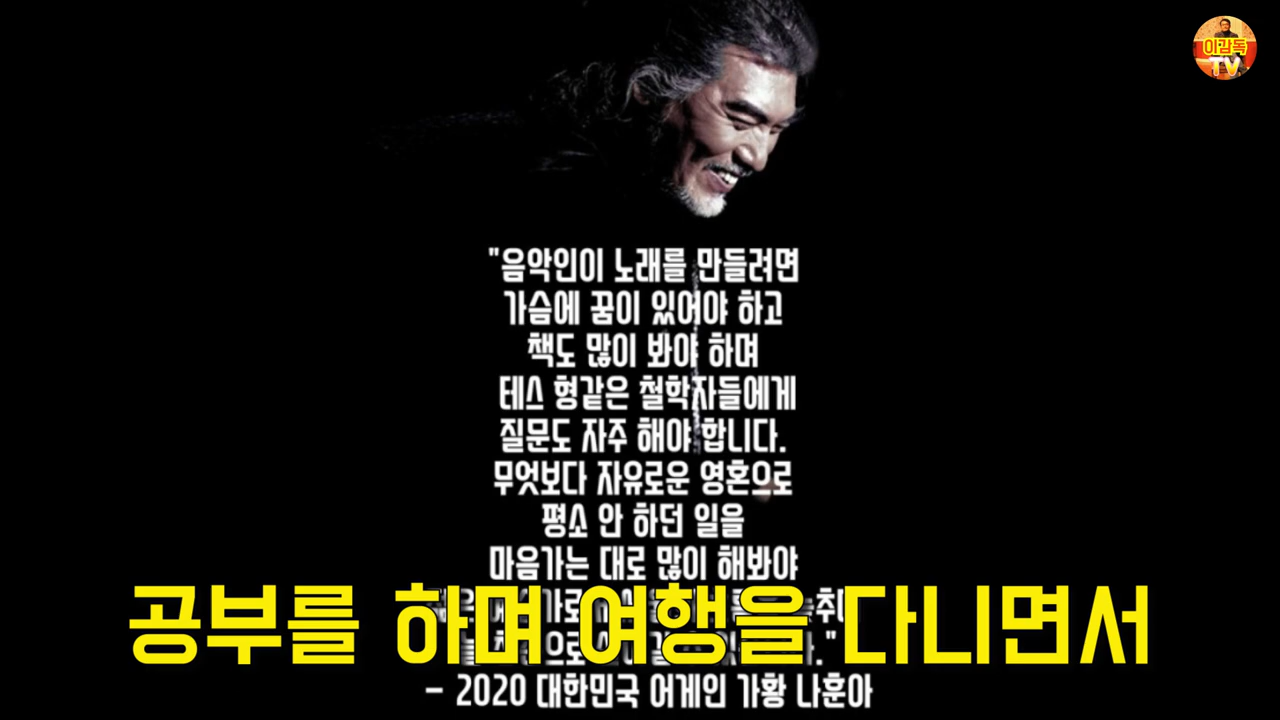 이감독
TV
"음악인이 노래를 만들려면
가슴에 꿈이 있어야 하고
책도 많이 봐야 하며
테스 형같은 철학자들에게
질문도 자주 해야 합니다.
무엇보다 자유로운 영혼으로
평소 안 하던 일을
마음가는 대로 많이 해봐야
공부를 하며 여행을 다니면서
- 2020 대한민국 어게인 가황 나훈아